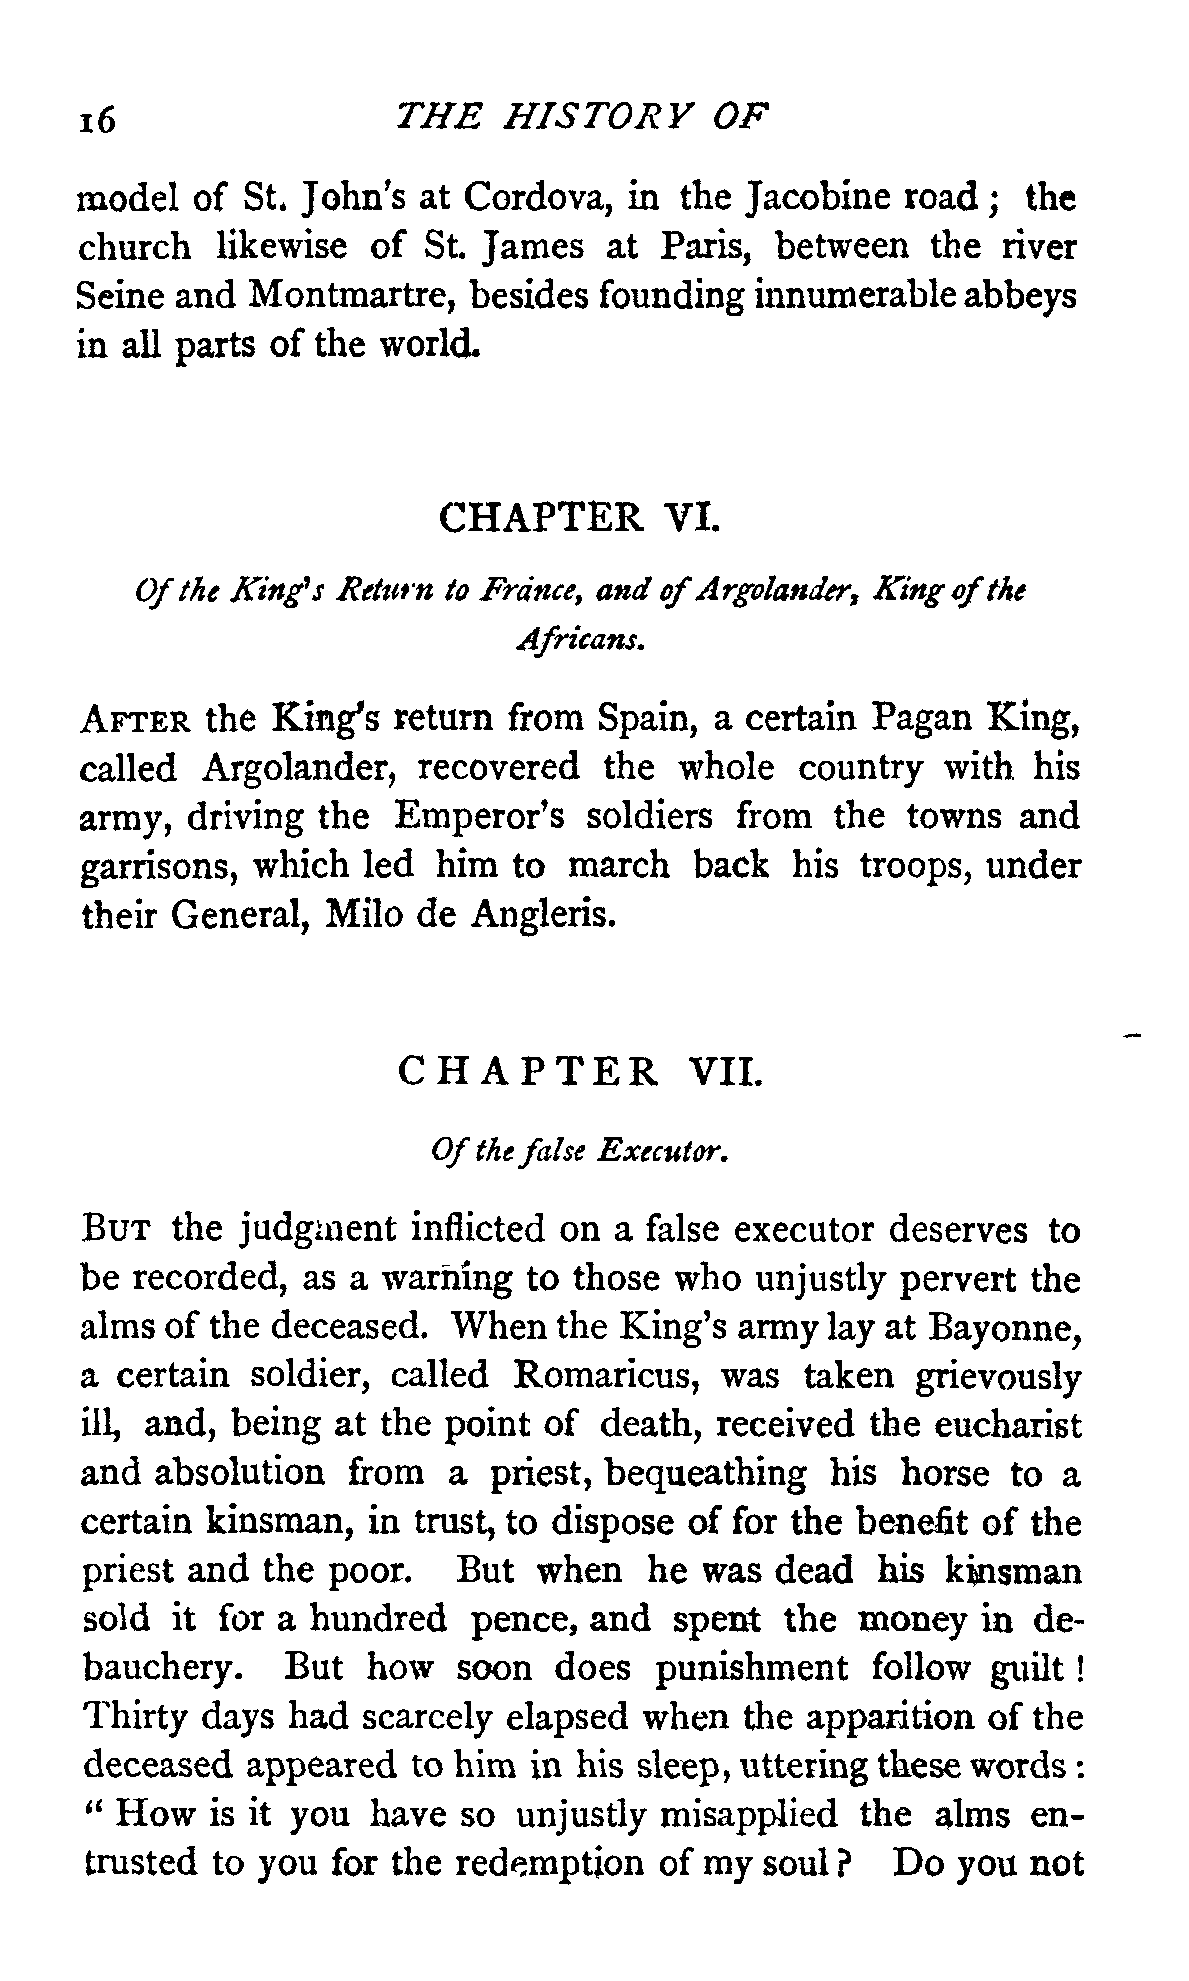 16 THE HISTORY OF
model of St. John's at Cordova, in the Jacobine road; the
church likewise of St. James at Paris, between the river
Seine and Montmartre, besides founding innumerable abbeys
in all parts of the world.
CHAPTER VI.
Of the King's Return to France, and of Argolander, King of the
Africans.
AFTER the King's return from Spain, a certain Pagan King,
called Argolander, recovered the whole country with his
army, driving the Emperor's soldiers from the towns and
garrisons, which led him to march back his troops, under
their General, Milo de Angleris.
CHAPTER VII.
Of the false Executor.
BUT the judgment inflicted on a false executor deserves to
be recorded, as a warning to those who unjustly pervert the
alms of the deceased. When the King's army lay at Bayonne,
a certain soldier, called Romaricus, was taken grievously
ill, and, being at the point of death, received the eucharist
and absolution from a priest, bequeathing his horse to a
certain kinsman, in trust, to dispose of for the benefit of the
priest and the poor. But when he was dead his kinsman
sold it for a hundred pence, and spent the money in de-
bauchery. But how soon does punishment follow guilt!
Thirty days had scarcely elapsed when the apparition of the
deceased appeared to him in his sleep, uttering these words:
"How is it you have so unjustly misapplied the alms en-
trusted to you for the redemption of my soul? Do you not